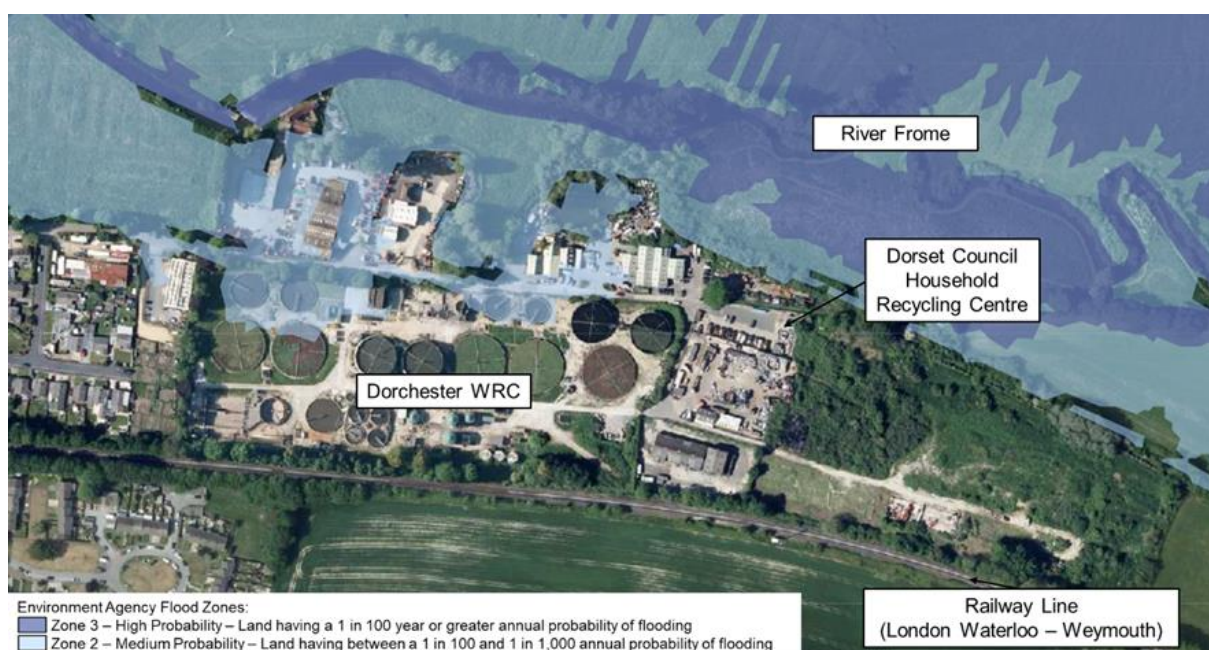 River Frome
Dorset Council
Household
Recycling Centre
Dorchester WRC
Railway Line
(London Waterloo – Weymouth)
Environment Agency Flood Zones:
Zone 3 – High Probability – Land having a 1 in 100 year or greater annual probability of flooding
Zone 2 – Medium Probability – Land having between a 1 in 100 and 1 in 1,000 annual probability of flooding